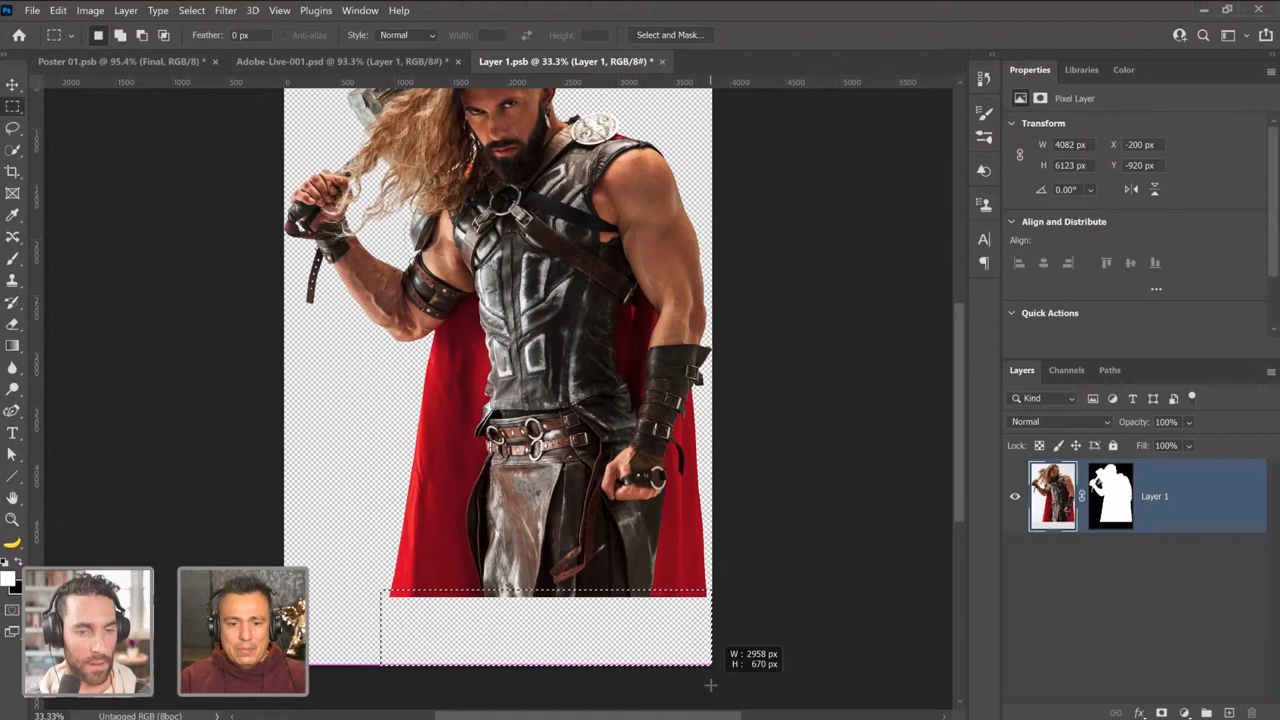 Ps File Edit Image Layer Type Select Filter 3D View Plugins Window Help
Feather: 0 px Anti-alias Style: Normal Width: Height: Select and Mask...
Poster 01.psb @ 95.4% (Final, RGB/8) * × Adobe-Live-001.psd @ 93.3% (Layer 1, RGB/8#) * × Layer 1.psb @ 33.3% (Layer 1, RGB/8#) * ×
2000 1500 1000 500 0 500 1000 1500 2000 2500 3000 3500 4000 4500 5000 5500
Properties Libraries Color
Pixel Layer
Transform
W 4082 px X -200 px
H 6123 px Y -920 px
0.00°
Align and Distribute
Align:
...
Quick Actions
Layers Channels Paths
Kind
Normal Opacity: 100%
Lock: Fill: 100%
Layer 1
W: 2958 px
H: 670 px
33.33% Untagged RGB (8bpc)
fx